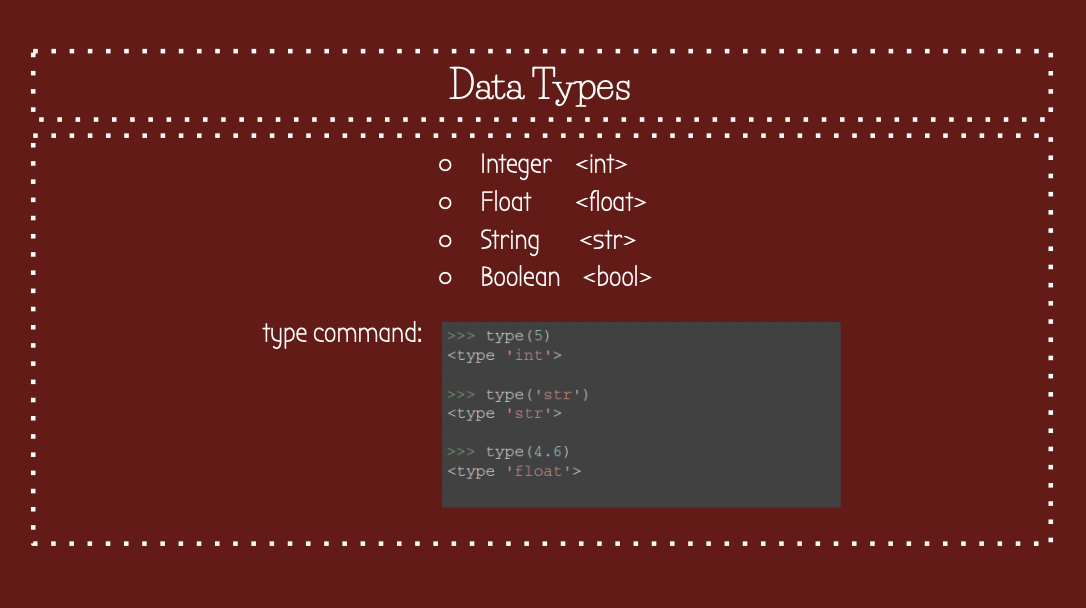 Data Types
Integer <int>
Float <float>
String <str>
Boolean <bool>
type command:
>>> type(5)
<type 'int'>
>>> type('str')
<type 'str'>
>>> type(4.6)
<type 'float'>